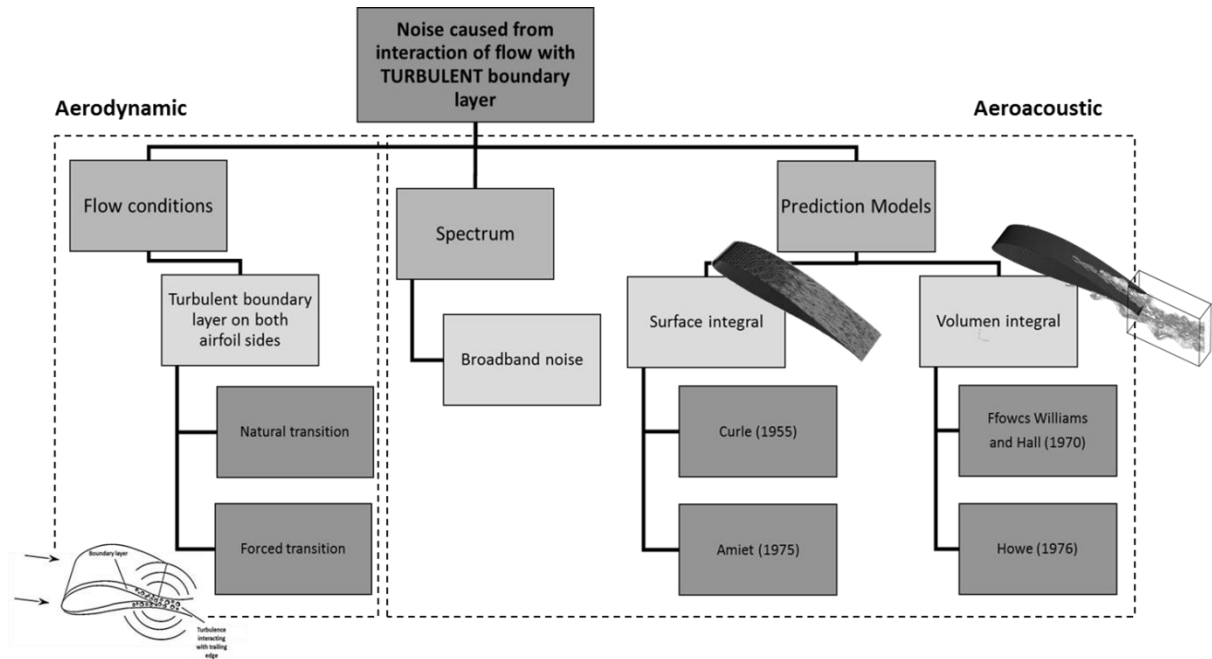 Noise caused from
interaction of flow with
TURBULENT boundary
layer
Aerodynamic
Aeroacoustic
Flow conditions
Spectrum
Prediction Models
Turbulent boundary
layer on both
airfoil sides
Broadband noise
Surface integral
Volumen integral
Natural transition
Forced transition
Curle (1955)
Amiet (1975)
Ffowcs Williams
and Hall (1970)
Howe (1976)
Boundary layer
Turbulence
interacting
with trailing
edge